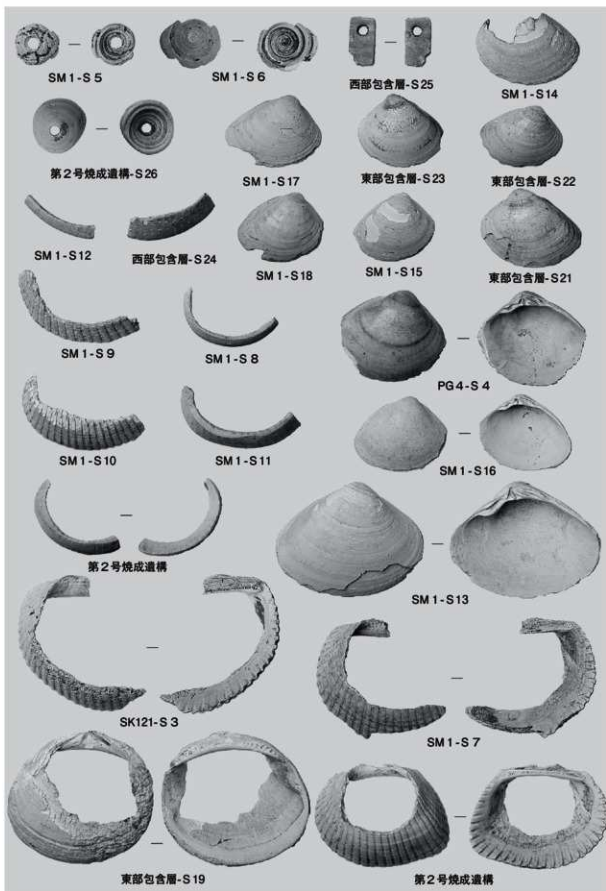 SM1-S5
SM1-S6
西部包含層-S25
SM1-S14
第2号焼成遺構-S26
SM1-S17
東部包含層-S23
東部包含層-S22
SM1-S12
西部包含層-S24
SM1-S18
SM1-S15
東部包含層-S21
SM1-S9
SM1-S8
PG4-S4
SM1-S10
SM1-S11
SM1-S16
第2号焼成遺構
SM1-S13
SK121-S3
SM1-S7
東部包含層-S19
第2号焼成遺構